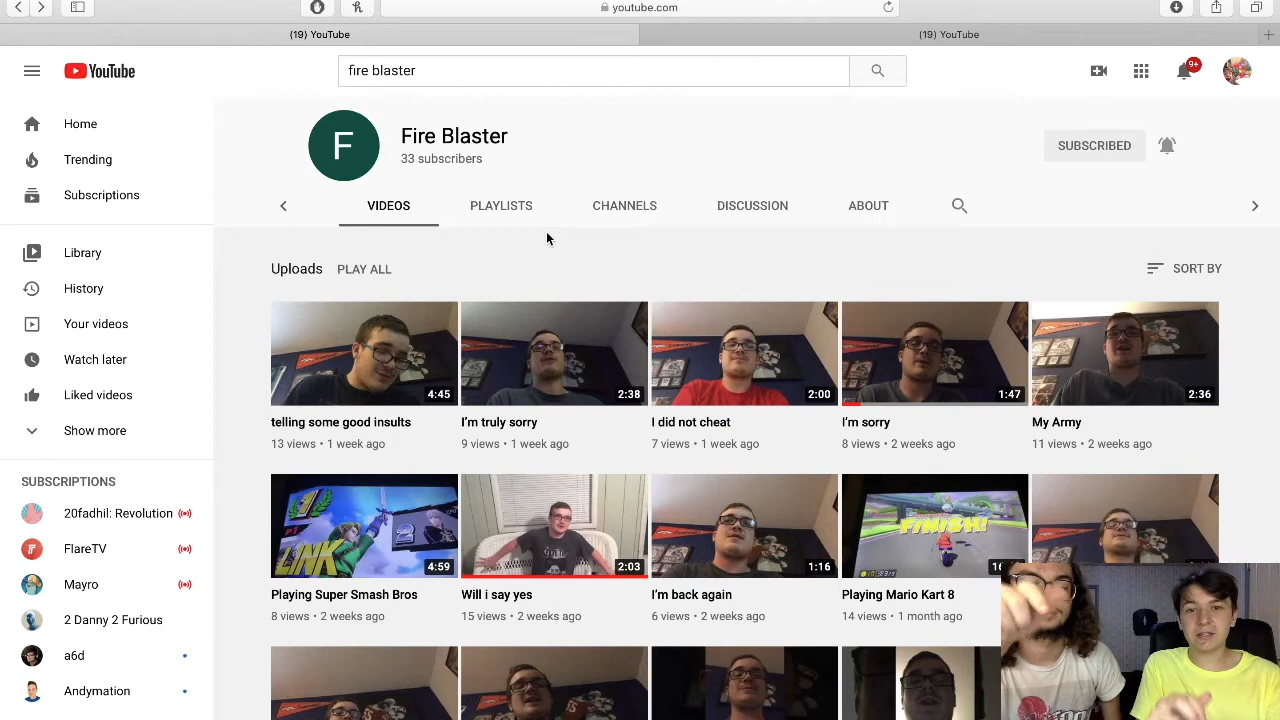 youtube.com
(19) YouTube
(19) YouTube
YouTube
fire blaster
9+
Home
Trending
Subscriptions
Library
History
Your videos
Watch later
Liked videos
Show more
SUBSCRIPTIONS
20fadhil: Revolution
FlareTV
Mayro
2 Danny 2 Furious
a6d
Andymation
F
Fire Blaster
33 subscribers
SUBSCRIBED
VIDEOS PLAYLISTS CHANNELS DISCUSSION ABOUT
Uploads PLAY ALL
SORT BY
4:45
telling some good insults
13 views • 1 week ago
2:38
I'm truly sorry
9 views • 1 week ago
2:00
I did not cheat
7 views • 1 week ago
1:47
I'm sorry
8 views • 2 weeks ago
2:36
My Army
11 views • 2 weeks ago
LINK
2
4:59
Playing Super Smash Bros
8 views • 2 weeks ago
2:03
Will i say yes
15 views • 2 weeks ago
1:16
I'm back again
6 views • 2 weeks ago
FINISH!
Playing Mario Kart 8
14 views • 1 month ago